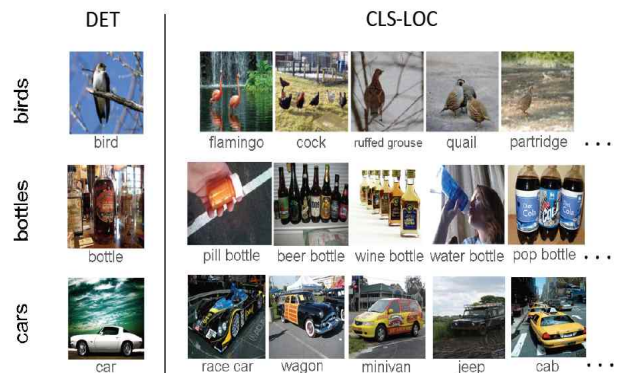 DET CLS-LOC
birds
bird flamingo cock ruffed grouse quail partridge ...
bottles
bottle pill bottle beer bottle wine bottle water bottle pop bottle ...
cars
car race car wagon minivan jeep cab ...